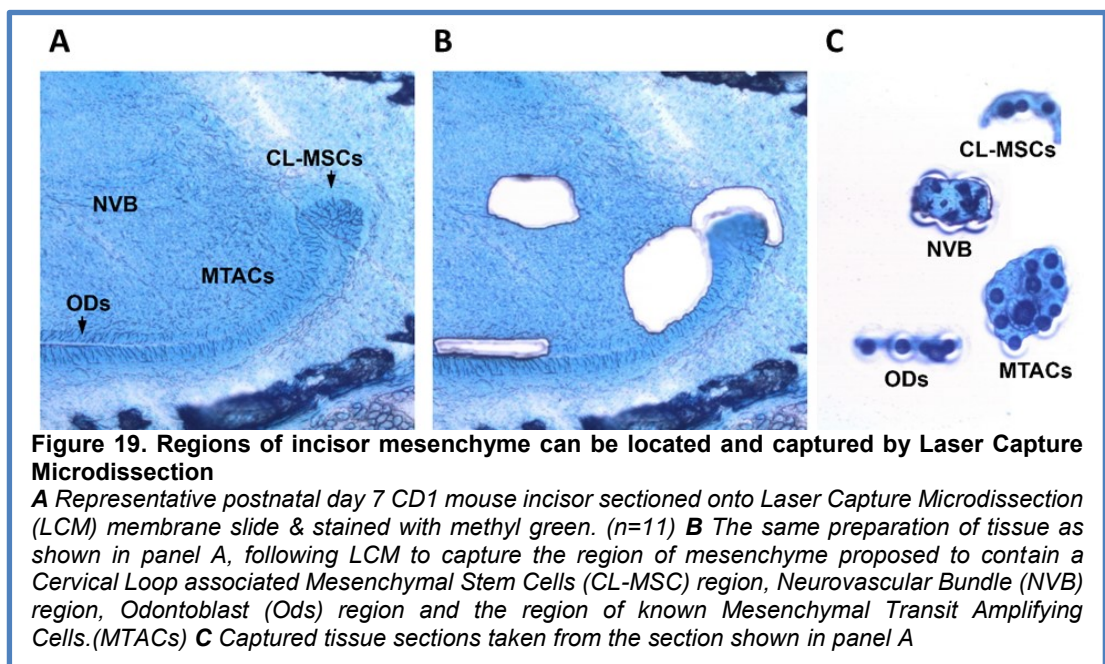 A
B
C
CL-MSCs
NVB
MTACs
ODs
CL-MSCs
NVB
MTACs
ODs
Figure 19. Regions of incisor mesenchyme can be located and captured by Laser Capture
Microdissection
A Representative postnatal day 7 CD1 mouse incisor sectioned onto Laser Capture Microdissection
(LCM) membrane slide & stained with methyl green. (n=11) B The same preparation of tissue as
shown in panel A, following LCM to capture the region of mesenchyme proposed to contain a
Cervical Loop associated Mesenchymal Stem Cells (CL-MSC) region, Neurovascular Bundle (NVB)
region, Odontoblast (Ods) region and the region of known Mesenchymal Transit Amplifying
Cells.(MTACs) C Captured tissue sections taken from the section shown in panel A